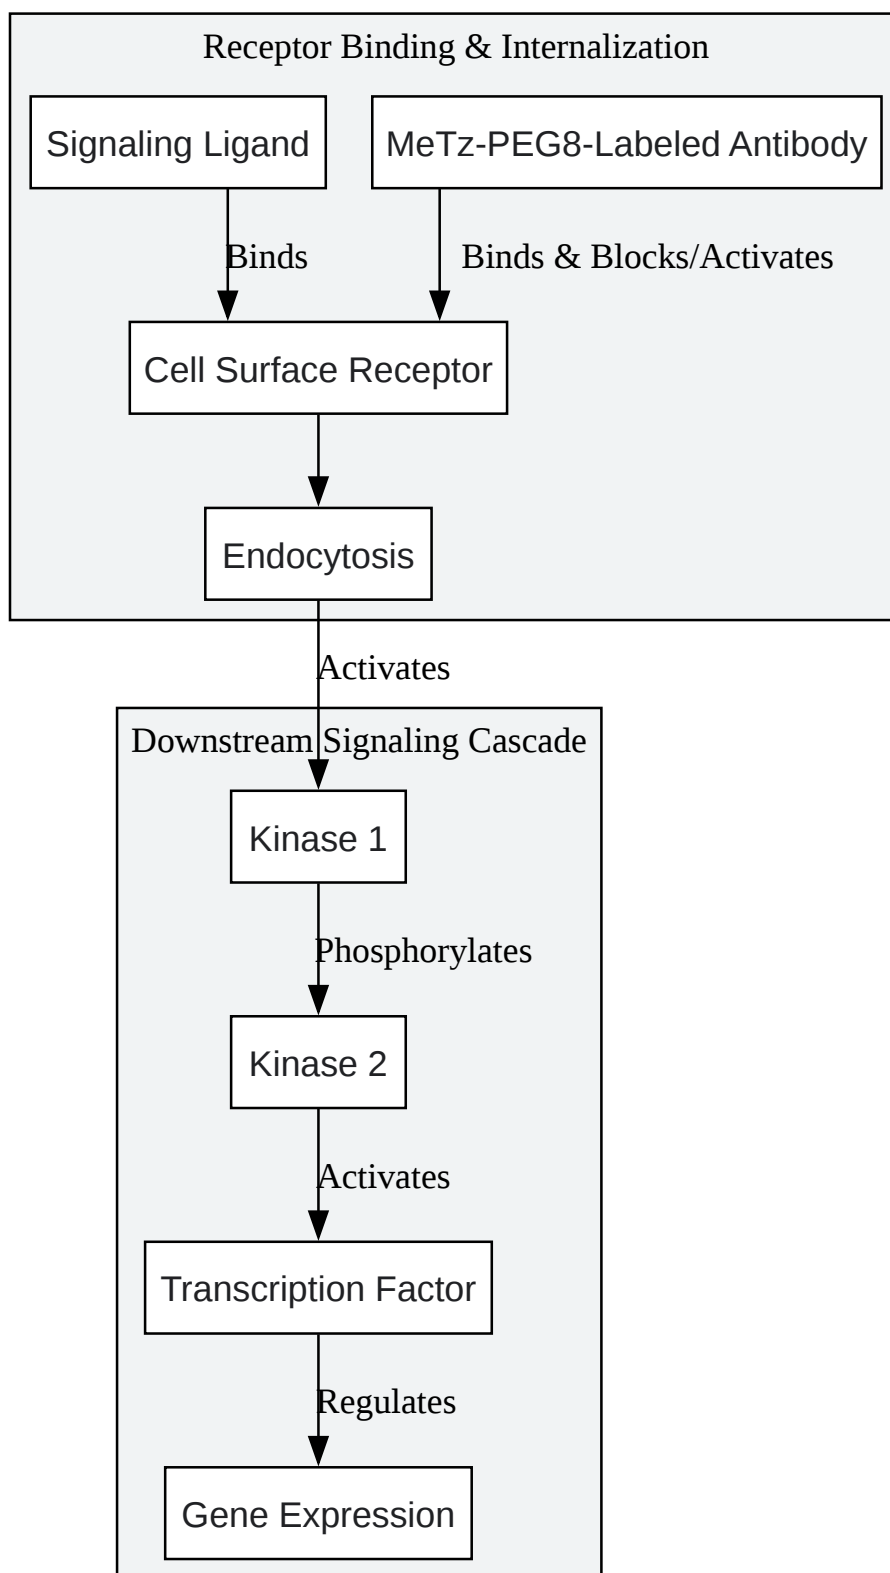 Receptor Binding & Internalization
Signaling Ligand
MeTz-PEG8-Labeled Antibody
Binds
Binds & Blocks/Activates
Cell Surface Receptor
Endocytosis
Activates
Downstream Signaling Cascade
Kinase 1
Phosphorylates
Kinase 2
Activates
Transcription Factor
Regulates
Gene Expression